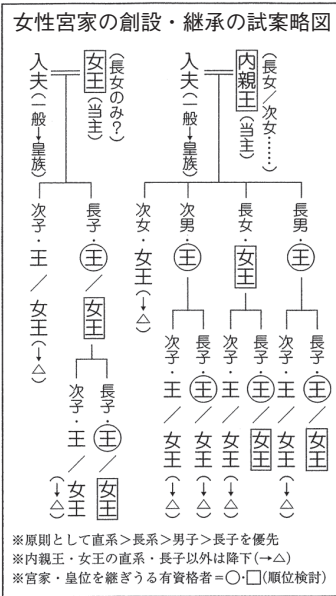 女性宮家の創設・継承の試案略図
(長女／次女……)
内親王(当主)
入夫(一般→皇族)
長男・王
長女・女王
次男・王
次女・女王(→△)
長子・王／女王
次子・王／女王(→△)
長子・王／女王
次子・王／女王(→△)
長子・王／女王(→△)
次子・王／女王(→△)
(長女のみ？)
女王(当主)
入夫(一般→皇族)
長子・王／女王
次子・王／女王(→△)
長子・王／女王
次子・王／女王(→△)
※原則として直系>長系>男子>長子を優先
※内親王・女王の直系・長子以外は降下(→△)
※宮家・皇位を継ぎうる有資格者=○・□(順位検討)